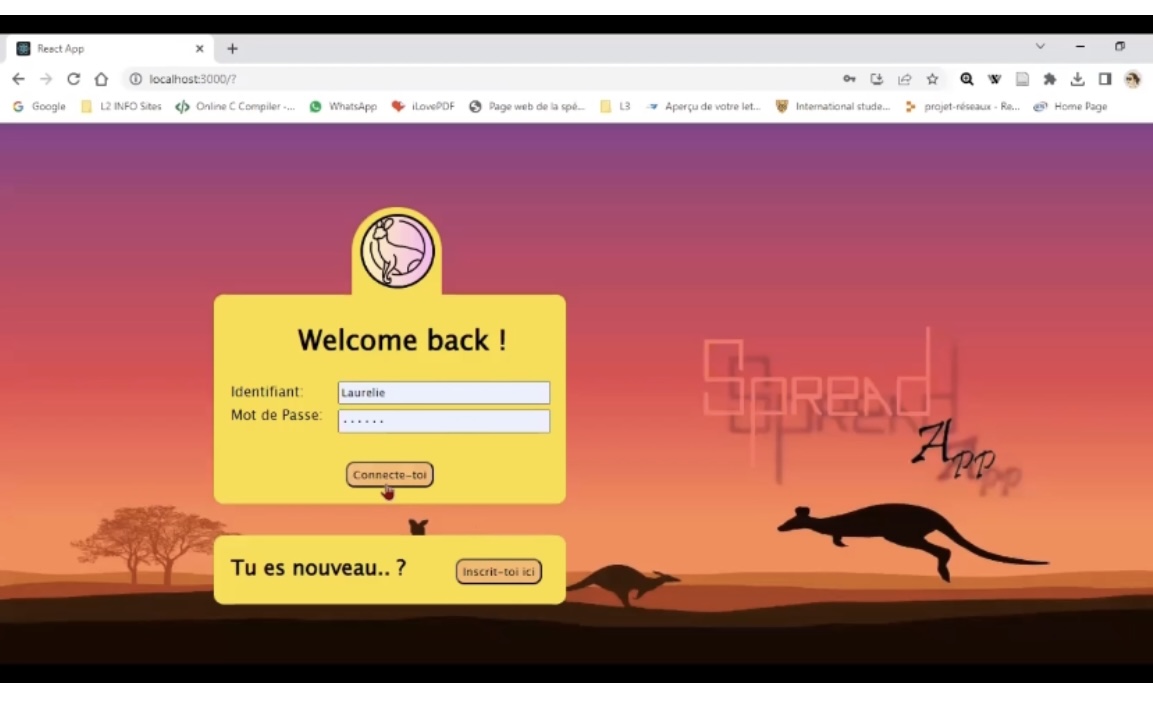 React App
localhost:3000/?
Google L2 INFO Sites Online C Compiler -... WhatsApp iLovePDF Page web de la spé... L3 Aperçu de votre let... International stude... projet-réseaux - Re... Home Page
Welcome back !
Identifiant: Laurelie
Mot de Passe: ······
Connecte-toi
Tu es nouveau.. ?
Inscrit-toi ici
Spread
App